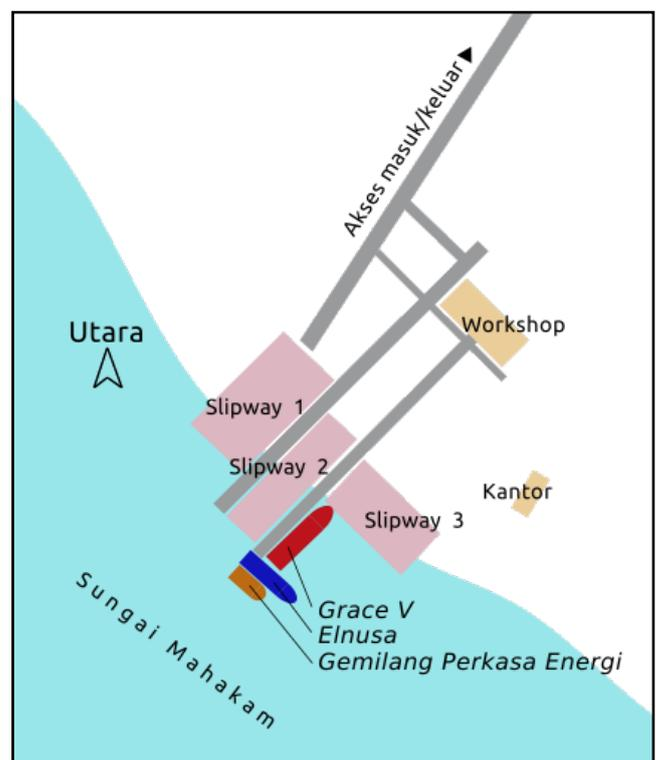 Akses masuk/keluar
Utara
Workshop
Slipway 1
Slipway 2
Kantor
Slipway 3
Sungai Mahakam
Grace V
Elnusa
Gemilang Perkasa Energi